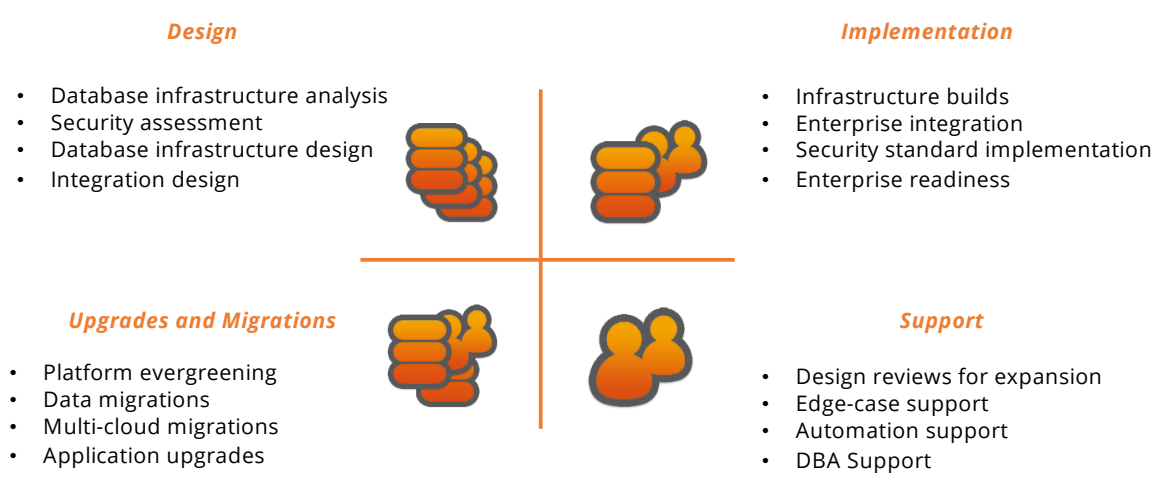 Design
• Database infrastructure analysis
• Security assessment
• Database infrastructure design
• Integration design
Implementation
• Infrastructure builds
• Enterprise integration
• Security standard implementation
• Enterprise readiness
Upgrades and Migrations
• Platform evergreening
• Data migrations
• Multi-cloud migrations
• Application upgrades
Support
• Design reviews for expansion
• Edge-case support
• Automation support
• DBA Support